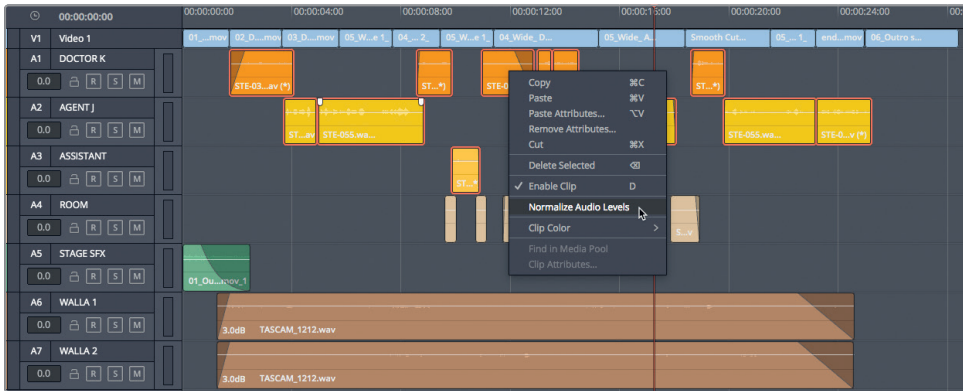 00:00:00:00
00:00:00:00 00:00:04:00 00:00:08:00 00:00:12:00 00:00:16:00 00:00:20:00 00:00:24:00 00:
V1 Video 1
01_...mov 02_D....mov 03_D....mov 05_W...e 1_ 04_... 2_ 05_W...e 1_ 04_Wide_D... 05_Wide_A... Smooth Cut... 05_... 1_ end...mov 06_Outro s...
A1 DOCTOR K
0.0 R S M
STE-03...av (*) ST...*) STE-0 ST...*)
A2 AGENT J
0.0 R S M
ST...av STE-055.wa... STE-055.wa... STE-0...v (*)
A3 ASSISTANT
0.0 R S M
ST...*
A4 ROOM
0.0 R S M
S...v
A5 STAGE SFX
0.0 R S M
01_Ou...mov_1
A6 WALLA 1
0.0 R S M
3.0dB TASCAM_1212.wav
A7 WALLA 2
0.0 R S M
3.0dB TASCAM_1212.wav
Copy ⌘C
Paste ⌘V
Paste Attributes... ⌥V
Remove Attributes...
Cut ⌘X
Delete Selected ⌫
✓ Enable Clip D
Normalize Audio Levels
Clip Color >
Find in Media Pool
Clip Attributes...